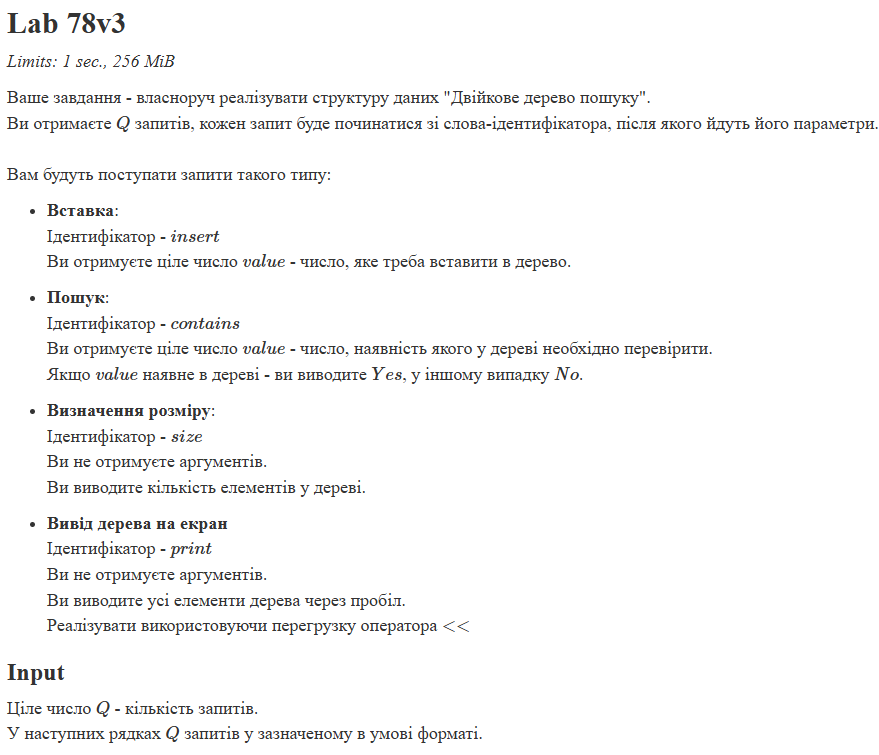 Lab 78v3
Limits: 1 sec., 256 MiB
Ваше завдання - власноруч реалізувати структуру даних "Двійкове дерево пошуку".
Ви отримаєте Q запитів, кожен запит буде починатися зі слова-ідентифікатора, після якого йдуть його параметри.
Вам будуть поступати запити такого типу:
• Вставка:
Ідентифікатор - insert
Ви отримуєте ціле число value - число, яке треба вставити в дерево.
• Пошук:
Ідентифікатор - contains
Ви отримуєте ціле число value - число, наявність якого у дереві необхідно перевірити.
Якщо value наявне в дереві - ви виводите Yes, у іншому випадку No.
• Визначення розміру:
Ідентифікатор - size
Ви не отримуєте аргументів.
Ви виводите кількість елементів у дереві.
• Вивід дерева на екран
Ідентифікатор - print
Ви не отримуєте аргументів.
Ви виводите усі елементи дерева через пробіл.
Реалізувати використовуючи перегрузку оператора <<
Input
Ціле число Q - кількість запитів.
У наступних рядках Q запитів у зазначеному в умові форматі.